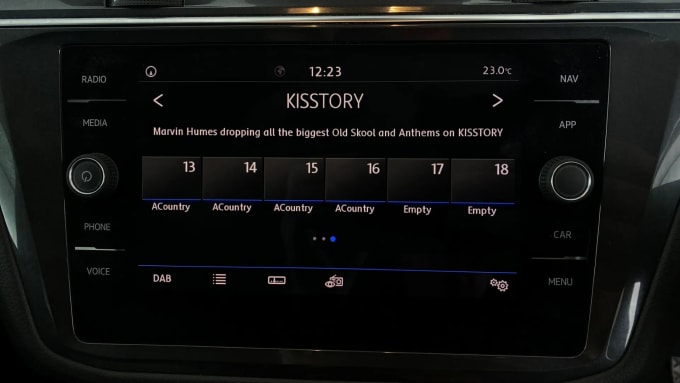 RADIO
MEDIA
PHONE
VOICE
12:23
23.0°C
< KISSTORY >
Marvin Humes dropping all the biggest Old Skool and Anthems on KISSTORY
13 14 15 16 17 18
ACountry ACountry ACountry ACountry Empty Empty
DAB
NAV
APP
CAR
MENU